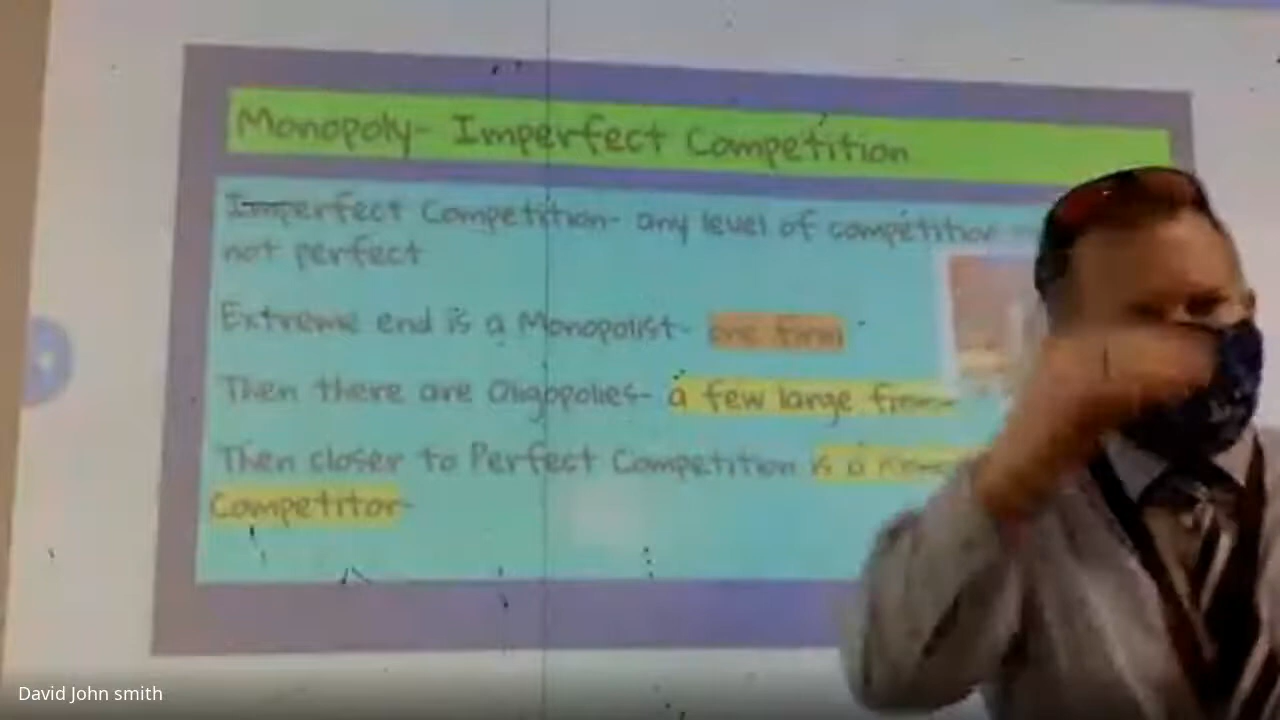 Monopoly- Imperfect Competition
Imperfect Competition- any level of competition
not perfect
Extreme end is a Monopolist- one firm
Then there are Oligopolies- a few large
Then closer to Perfect Competition is a
Competitor-
David John smith